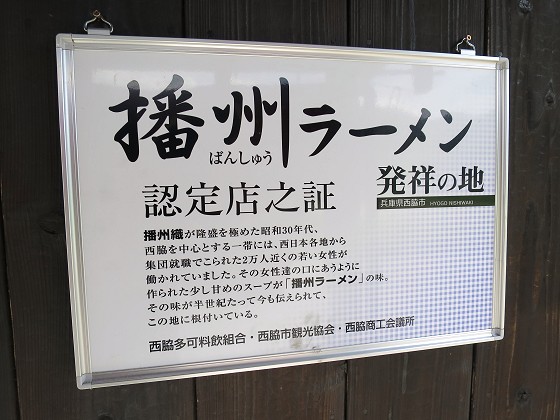 播州ラーメン
ばんしゅう
発祥の地
兵庫県西脇市 HYOGO NISHIWAKI
認定店之証
播州織が隆盛を極めた昭和30年代、
西脇を中心とする一帯には、西日本各地から
集団就職でこられた2万人近くの若い女性が
働かれていました。その女性達の口にあうように
作られた少し甘めのスープが「播州ラーメン」の味。
その味が半世紀たって今も伝えられて、
この地に根付いている。
西脇多可料飲組合・西脇市観光協会・西脇商工会議所